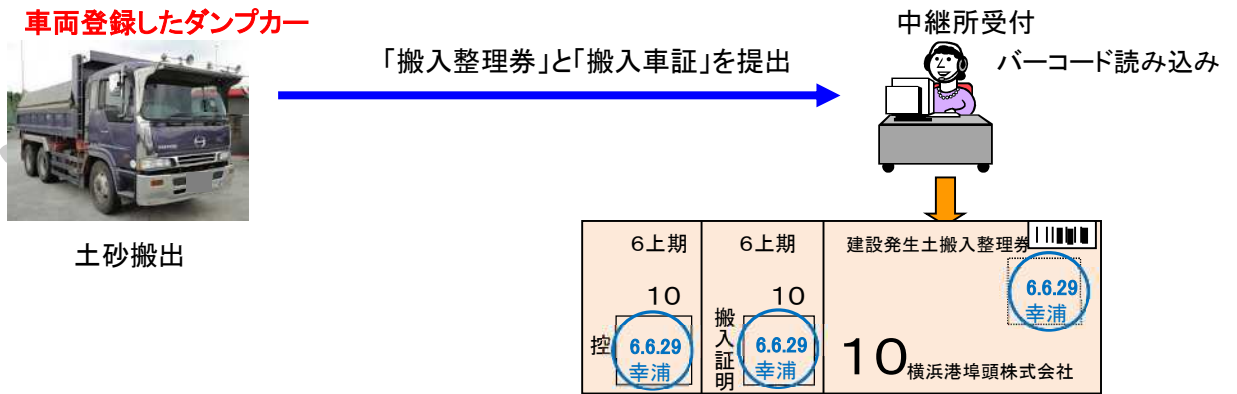 車両登録したダンプカー
「搬入整理券」と「搬入車証」を提出
中継所受付
バーコード読み込み
土砂搬出
6上期
10
控
6.6.29
幸浦
6上期
10
搬入証明
6.6.29
幸浦
建設発生土搬入整理券
6.6.29
幸浦
10
横浜港埠頭株式会社